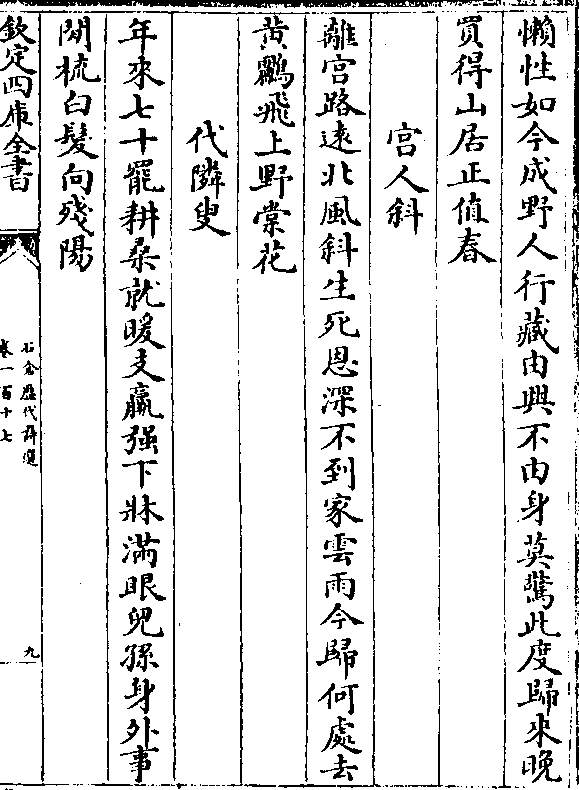 懶性如今成野人行藏由興不由身莫驚此度歸來晚
買得山居正值春
宫人斜
離宫路逺北風斜生死恩深不到家雲雨今歸何處去
黄鸝飛上野棠花
代隣叟
年來七十罷耕桑就暖支羸强下牀滿眼兒孫身外事
閒梳白髮向殘陽
欽定四庫全書
石倉歴代詩選
卷一百十七
九